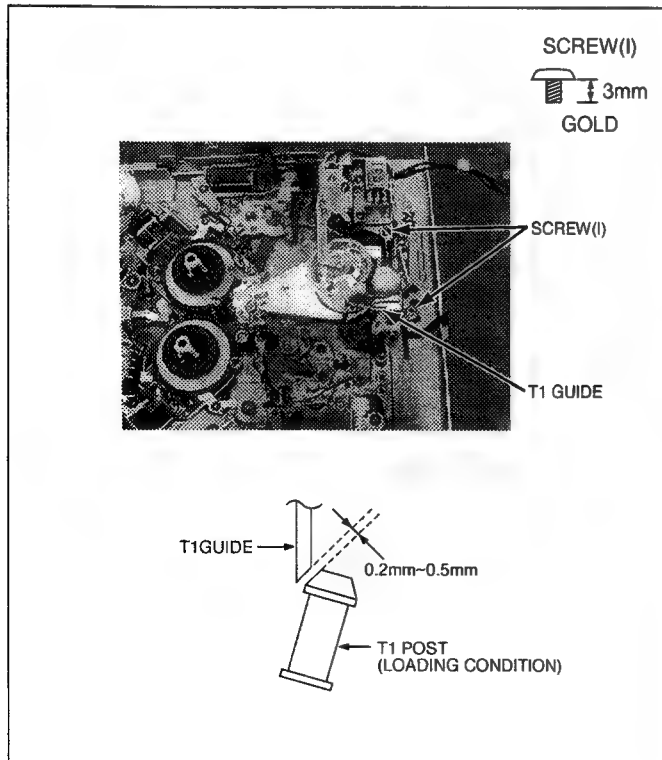 SCREW(I)
3mm
GOLD
SCREW(I)
T1 GUIDE
T1GUIDE
0.2mm~0.5mm
T1 POST
(LOADING CONDITION)